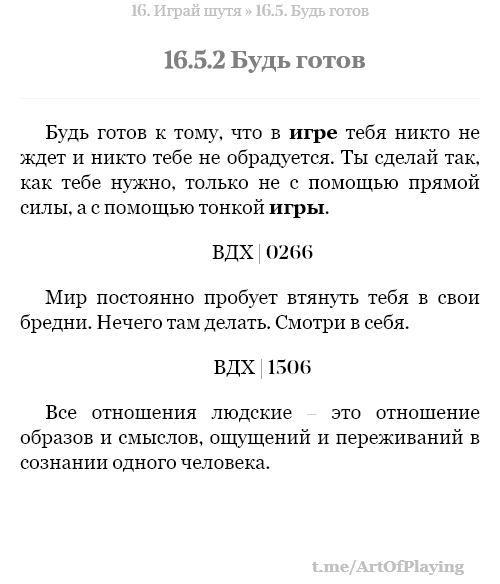 16. Играй шутя » 16.5. Будь готов
16.5.2 Будь готов
Будь готов к тому, что в игре тебя никто не
ждет и никто тебе не обрадуется. Ты сделай так,
как тебе нужно, только не с помощью прямой
силы, а с помощью тонкой игры.
ВДХ | 0266
Мир постоянно пробует втянуть тебя в свои
бредни. Нечего там делать. Смотри в себя.
ВДХ | 1506
Все отношения людские – это отношение
образов и смыслов, ощущений и переживаний в
сознании одного человека.
t.me/ArtOfPlaying